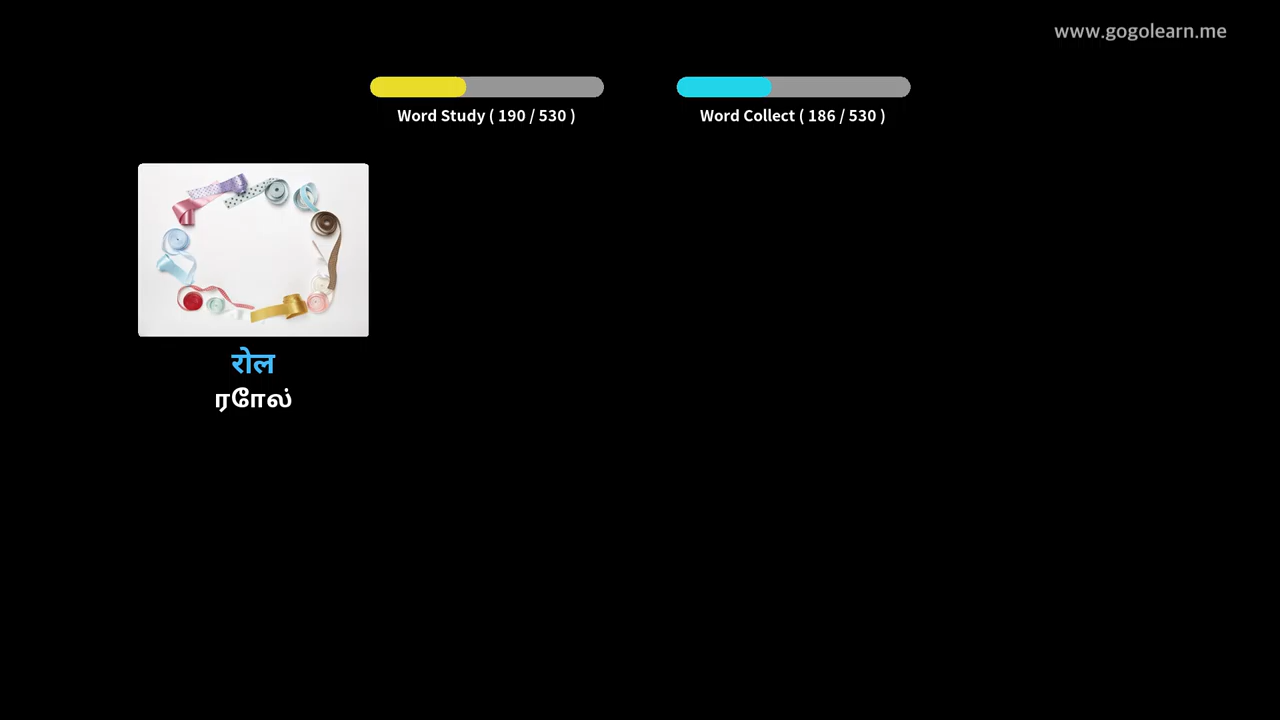 www.gogolearn.me
Word Study ( 190 / 530 )
Word Collect ( 186 / 530 )
रोल
ரோல்